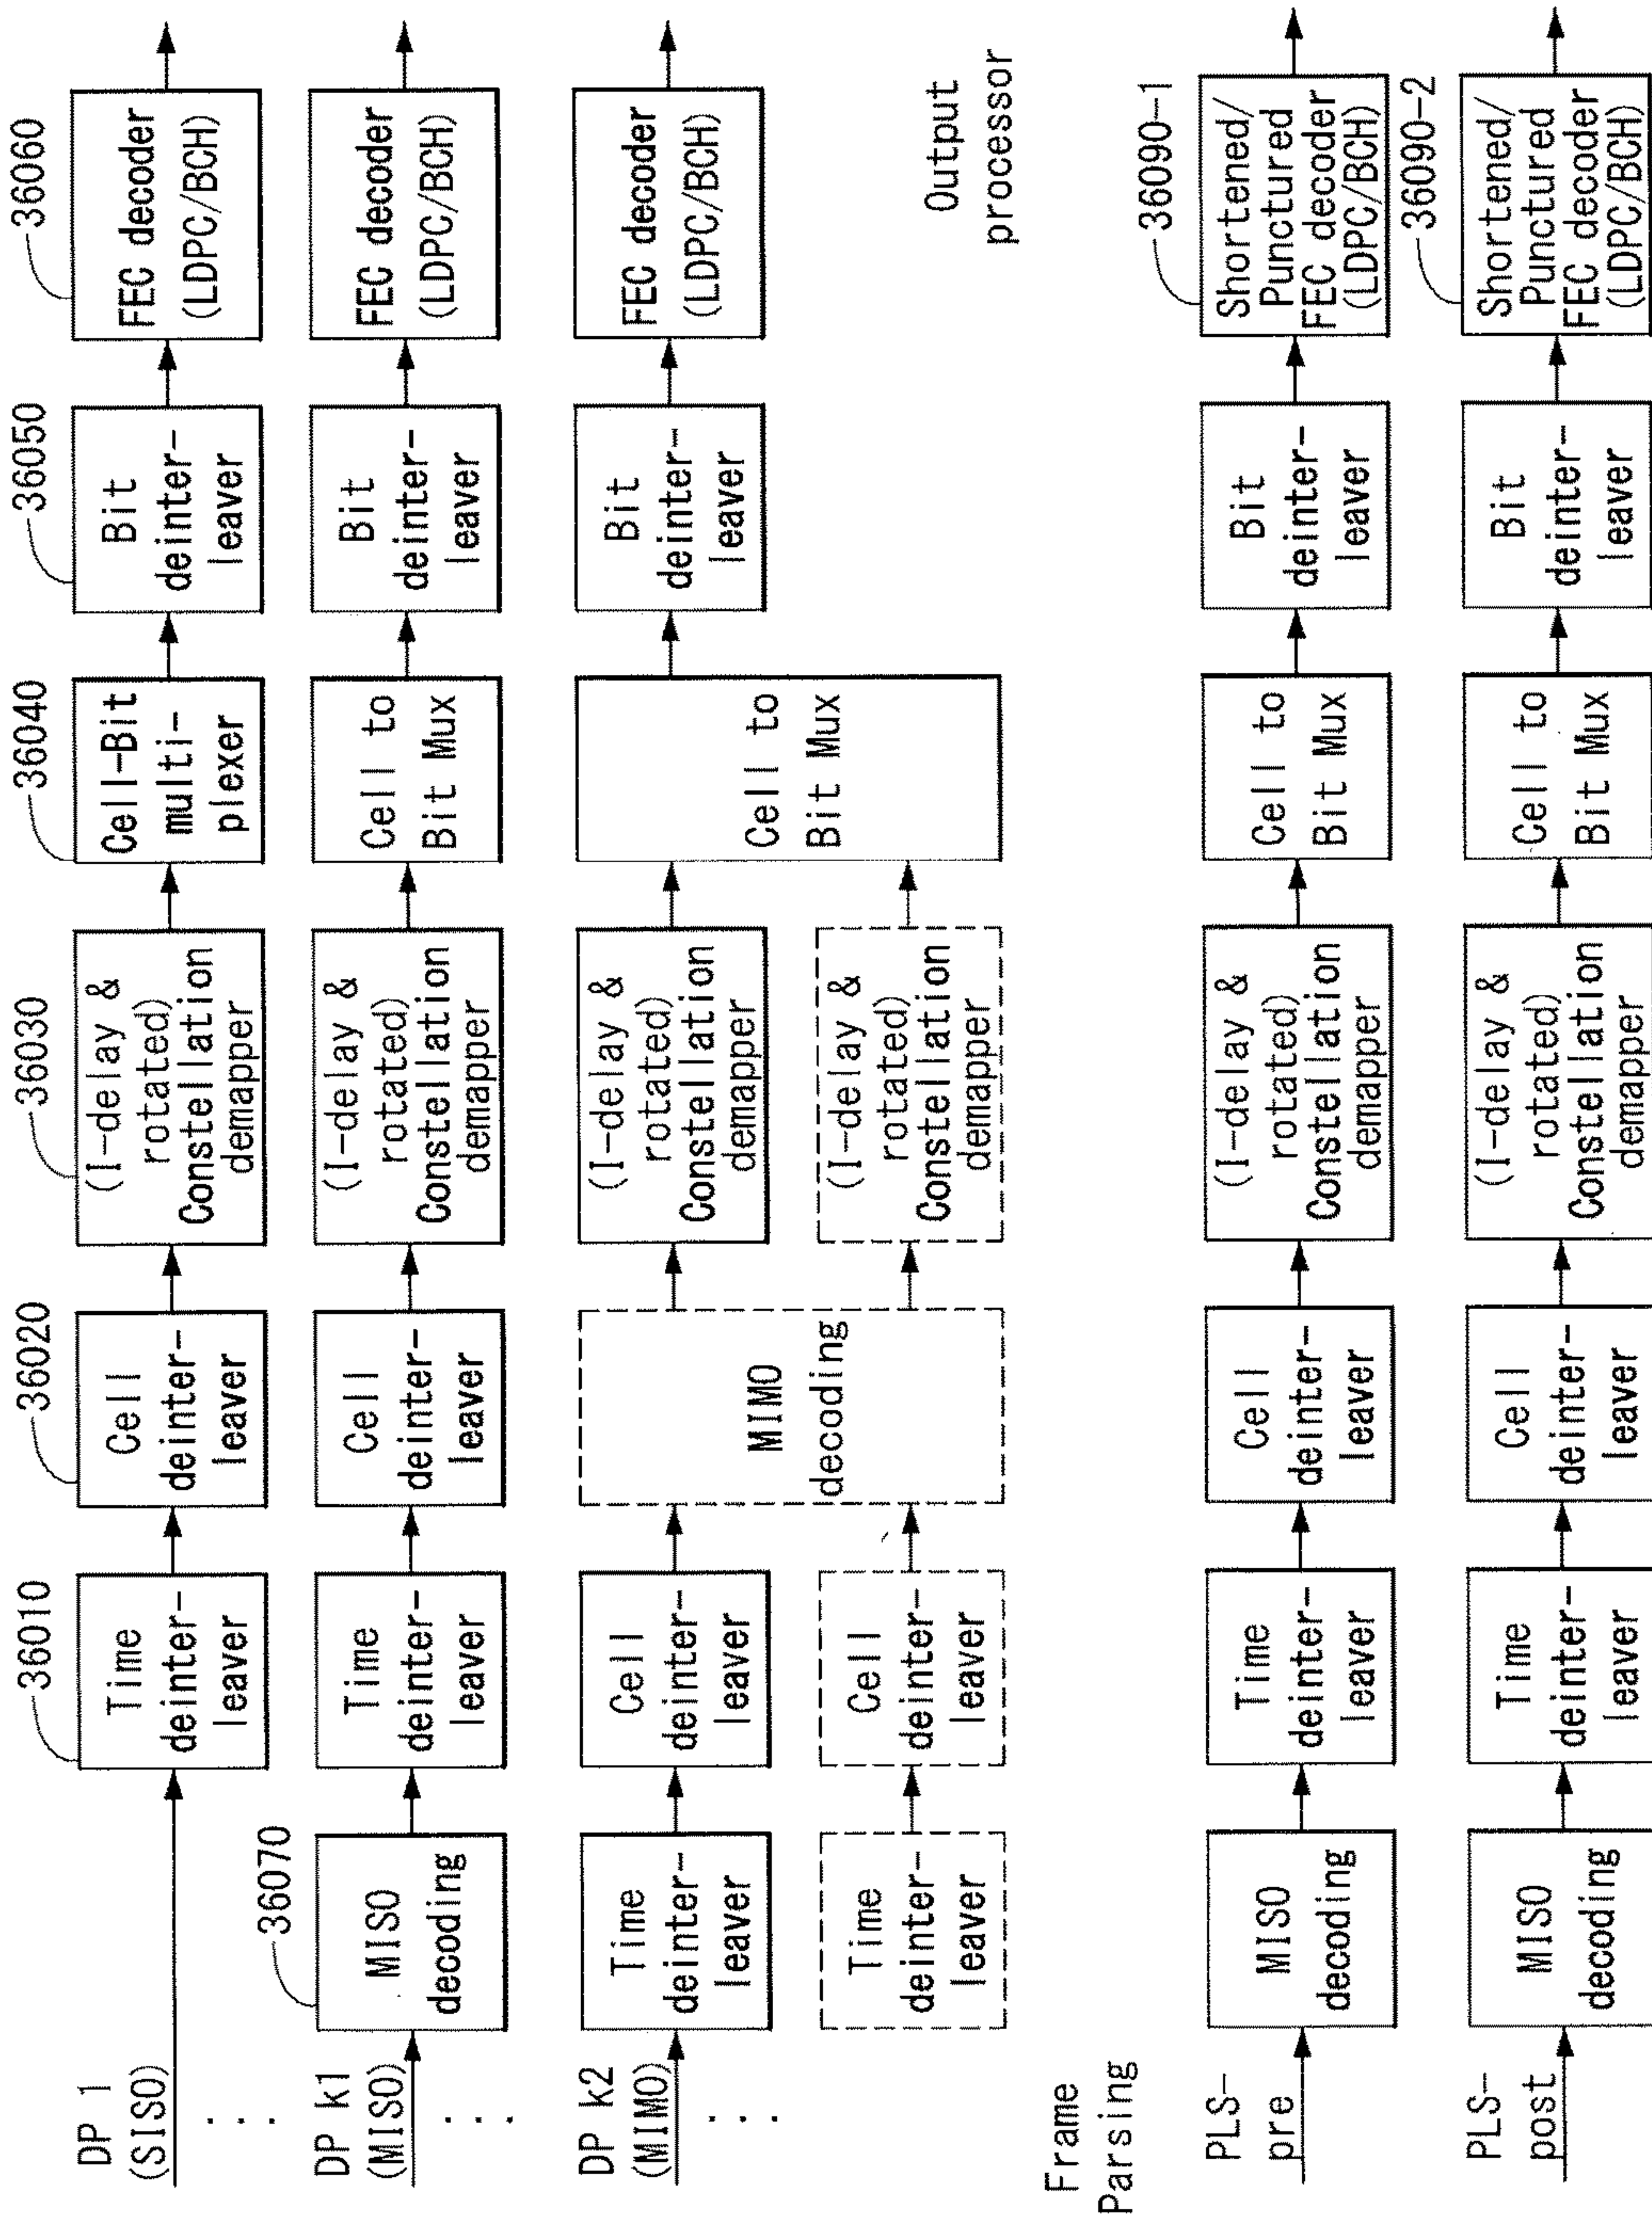 DP 1
(SISO)
36010
Time
deinter-
leaver
36020
Cell
deinter-
leaver
36030
(I-delay &
rotated)
Constellation
demapper
36040
Cell-Bit
multi-
plexer
36050
Bit
deinter-
leaver
36060
FEC decoder
(LDPC/BCH)
. . .
DP k1
(MISO)
36070
MISO
decoding
Time
deinter-
leaver
Cell
deinter-
leaver
(I-delay &
rotated)
Constellation
demapper
Cell to
Bit Mux
Bit
deinter-
leaver
FEC decoder
(LDPC/BCH)
. . .
DP k2
(MIMO)
Time
deinter-
leaver
Cell
deinter-
leaver
MIMO
decoding
(I-delay &
rotated)
Constellation
demapper
Cell to
Bit Mux
Bit
deinter-
leaver
FEC decoder
(LDPC/BCH)
. . .
Time
deinter-
leaver
Cell
deinter-
leaver
(I-delay &
rotated)
Constellation
demapper
Frame
Parsing
Output
processor
PLS-
pre
MISO
decoding
Time
deinter-
leaver
Cell
deinter-
leaver
(I-delay &
rotated)
Constellation
demapper
Cell to
Bit Mux
Bit
deinter-
leaver
36090-1
Shortened/
Punctured
FEC decoder
(LDPC/BCH)
PLS-
post
MISO
decoding
Time
deinter-
leaver
Cell
deinter-
leaver
(I-delay &
rotated)
Constellation
demapper
Cell to
Bit Mux
Bit
deinter-
leaver
36090-2
Shortened/
Punctured
FEC decoder
(LDPC/BCH)